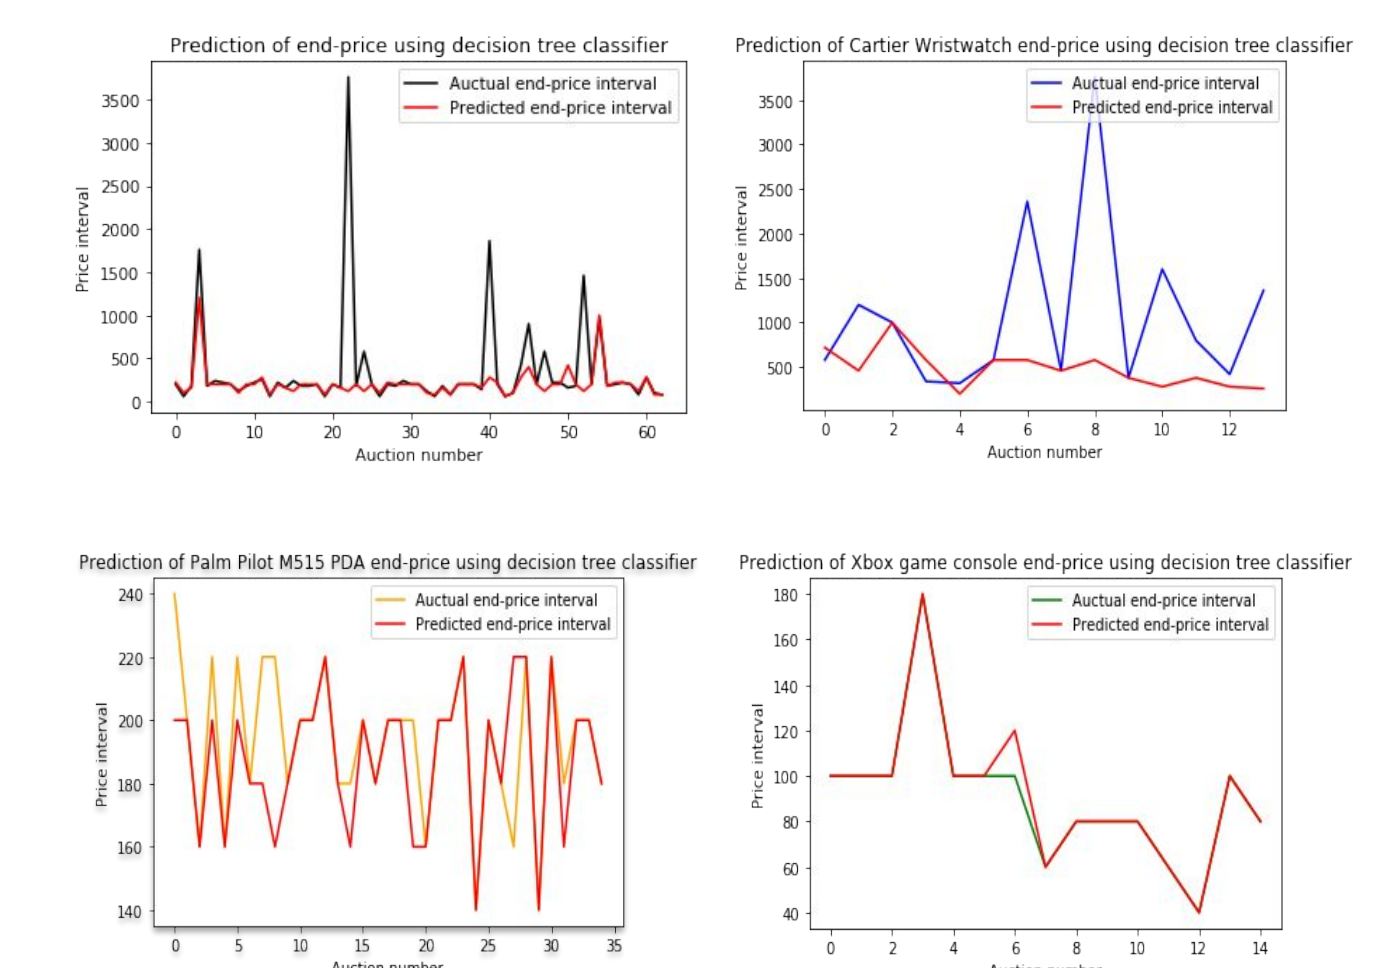 Prediction of end-price using decision tree classifier
Auctual end-price interval
Predicted end-price interval
3500
3000
2500
2000
1500
1000
500
0
Price interval
0 10 20 30 40 50 60
Auction number
Prediction of Cartier Wristwatch end-price using decision tree classifier
Auctual end-price interval
Predicted end-price interval
3500
3000
2500
2000
1500
1000
500
Price interval
0 2 4 6 8 10 12
Auction number
Prediction of Palm Pilot M515 PDA end-price using decision tree classifier
Auctual end-price interval
Predicted end-price interval
240
220
200
180
160
140
Price interval
0 5 10 15 20 25 30 35
Auction number
Prediction of Xbox game console end-price using decision tree classifier
Auctual end-price interval
Predicted end-price interval
180
160
140
120
100
80
60
40
Price interval
0 2 4 6 8 10 12 14
Auction number